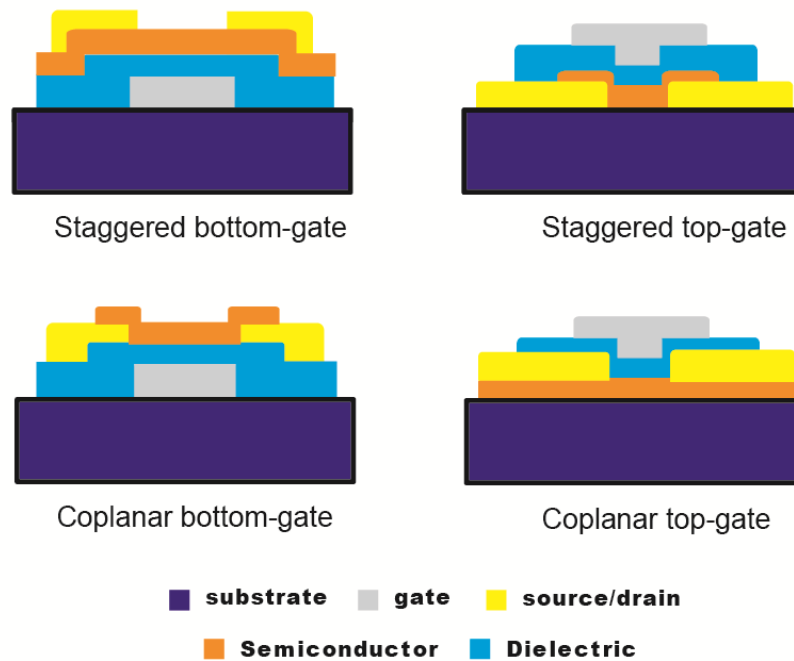 Staggered bottom-gate
Staggered top-gate
Coplanar bottom-gate
Coplanar top-gate
substrate
gate
source/drain
Semiconductor
Dielectric